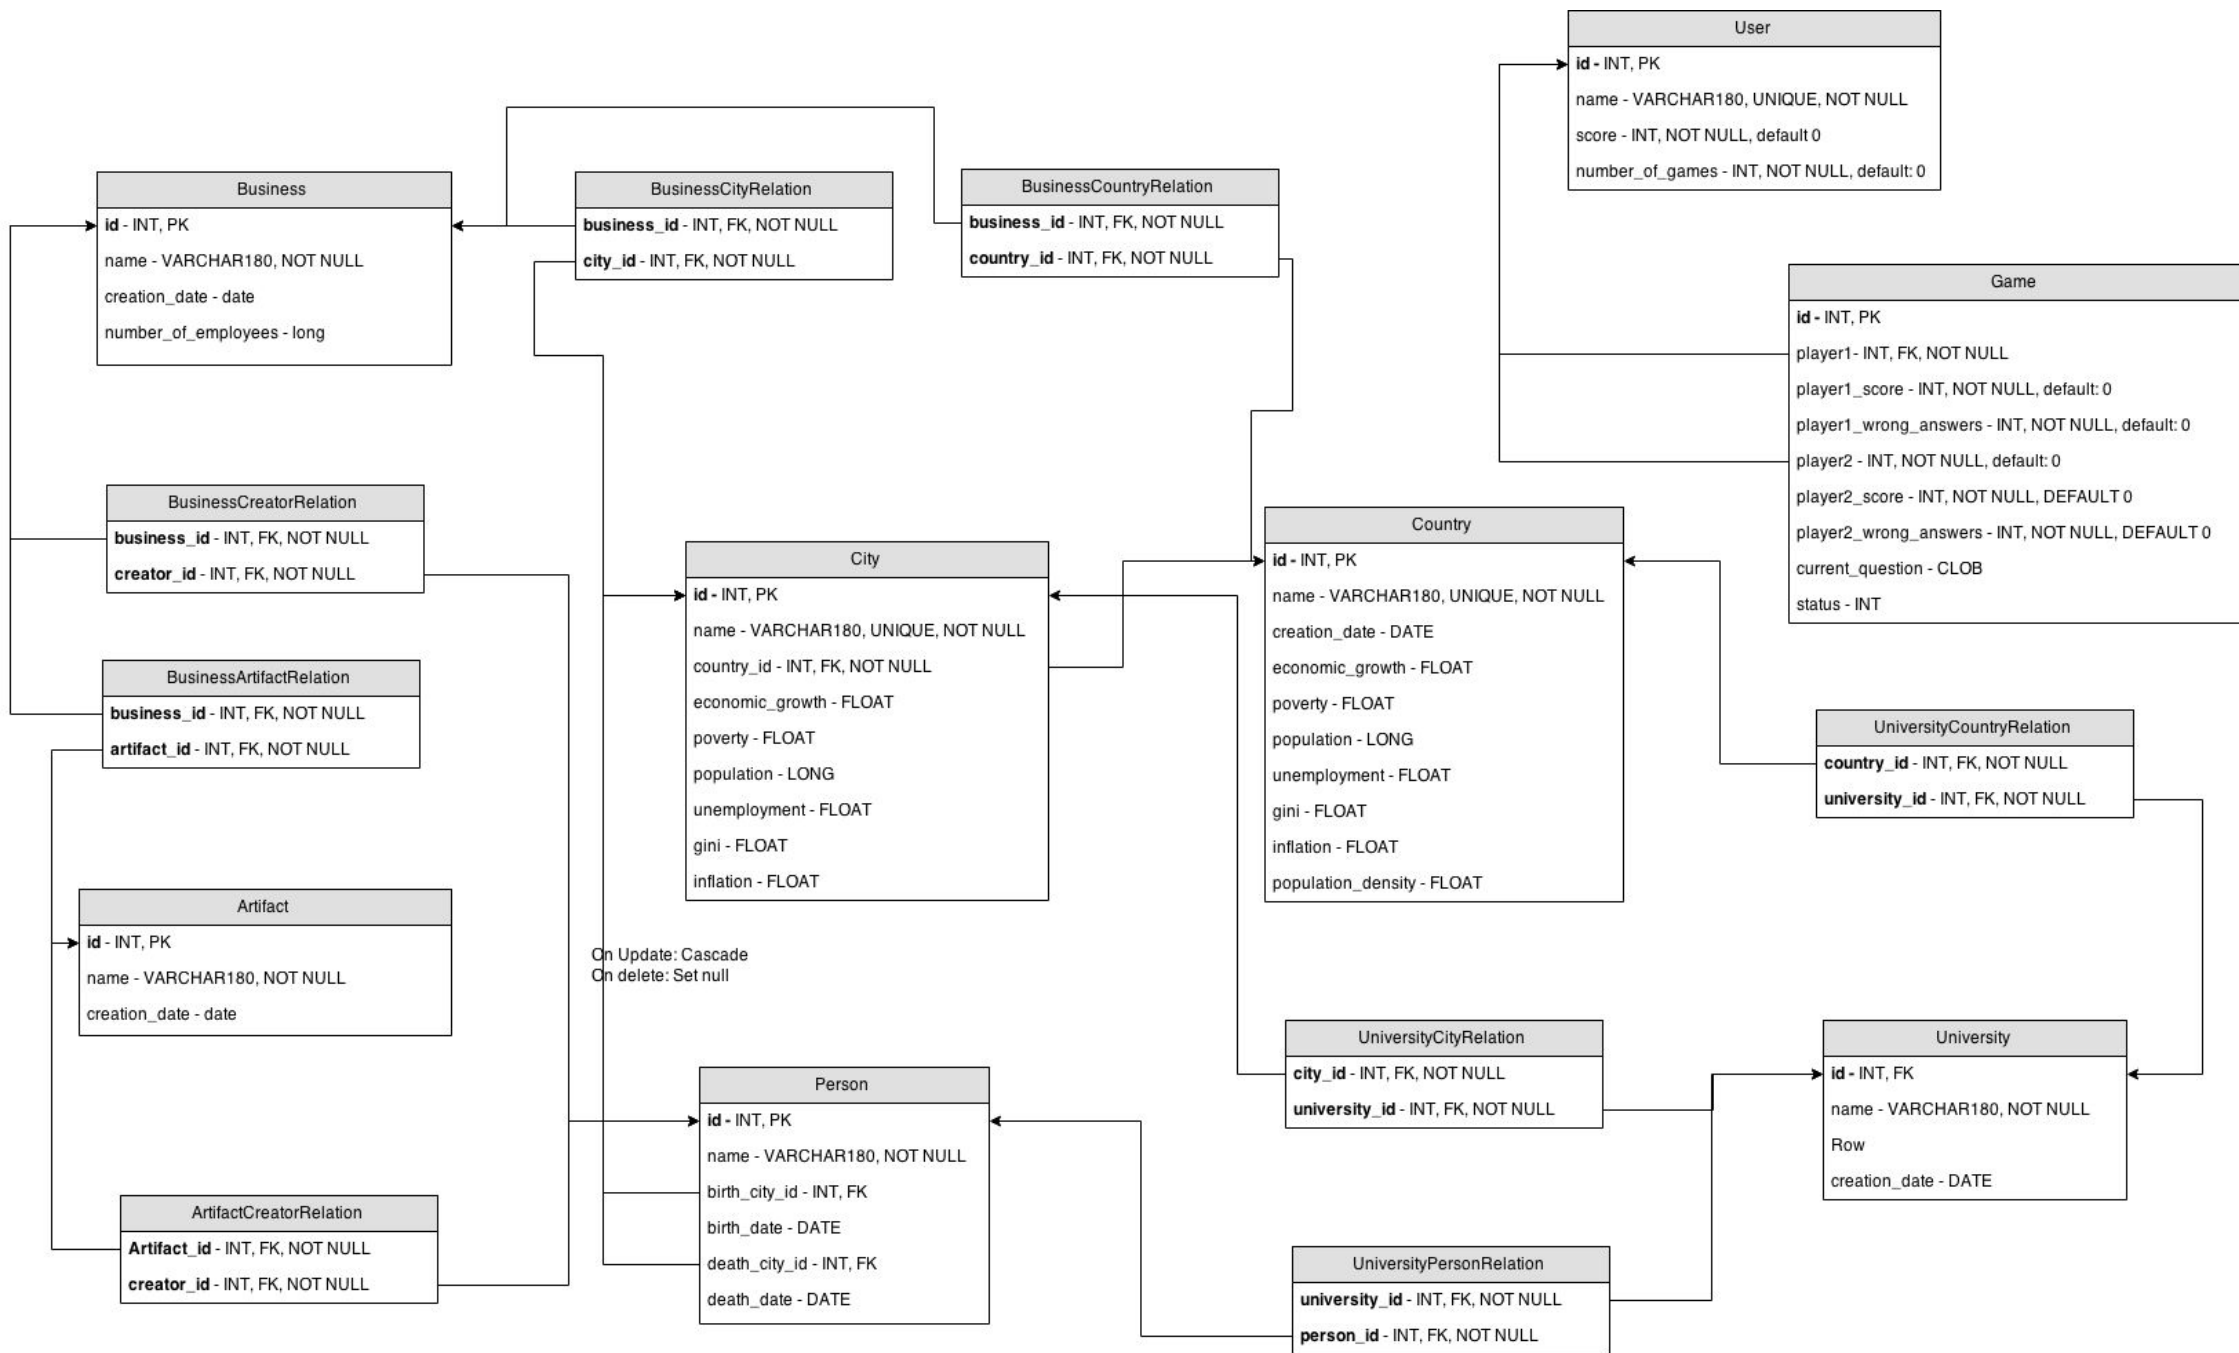 User
id - INT, PK
name - VARCHAR180, UNIQUE, NOT NULL
score - INT, NOT NULL, default 0
number_of_games - INT, NOT NULL, default: 0
Business
id - INT, PK
name - VARCHAR180, NOT NULL
creation_date - date
number_of_employees - long
BusinessCityRelation
business_id - INT, FK, NOT NULL
city_id - INT, FK, NOT NULL
BusinessCountryRelation
business_id - INT, FK, NOT NULL
country_id - INT, FK, NOT NULL
Game
id - INT, PK
player1- INT, FK, NOT NULL
player1_score - INT, NOT NULL, default: 0
player1_wrong_answers - INT, NOT NULL, default: 0
player2 - INT, NOT NULL, default: 0
player2_score - INT, NOT NULL, DEFAULT 0
player2_wrong_answers - INT, NOT NULL, DEFAULT 0
current_question - CLOB
status - INT
BusinessCreatorRelation
business_id - INT, FK, NOT NULL
creator_id - INT, FK, NOT NULL
City
id - INT, PK
name - VARCHAR180, UNIQUE, NOT NULL
country_id - INT, FK, NOT NULL
economic_growth - FLOAT
poverty - FLOAT
population - LONG
unemployment - FLOAT
gini - FLOAT
inflation - FLOAT
Country
id - INT, PK
name - VARCHAR180, UNIQUE, NOT NULL
creation_date - DATE
economic_growth - FLOAT
poverty - FLOAT
population - LONG
unemployment - FLOAT
gini - FLOAT
inflation - FLOAT
population_density - FLOAT
BusinessArtifactRelation
business_id - INT, FK, NOT NULL
artifact_id - INT, FK, NOT NULL
UniversityCountryRelation
country_id - INT, FK, NOT NULL
university_id - INT, FK, NOT NULL
Artifact
id - INT, PK
name - VARCHAR180, NOT NULL
creation_date - date
On Update: Cascade
On delete: Set null
Person
id - INT, PK
name - VARCHAR180, NOT NULL
birth_city_id - INT, FK
birth_date - DATE
death_city_id - INT, FK
death_date - DATE
UniversityCityRelation
city_id - INT, FK, NOT NULL
university_id - INT, FK, NOT NULL
University
id - INT, FK
name - VARCHAR180, NOT NULL
Row
creation_date - DATE
ArtifactCreatorRelation
Artifact_id - INT, FK, NOT NULL
creator_id - INT, FK, NOT NULL
UniversityPersonRelation
university_id - INT, FK, NOT NULL
person_id - INT, FK, NOT NULL